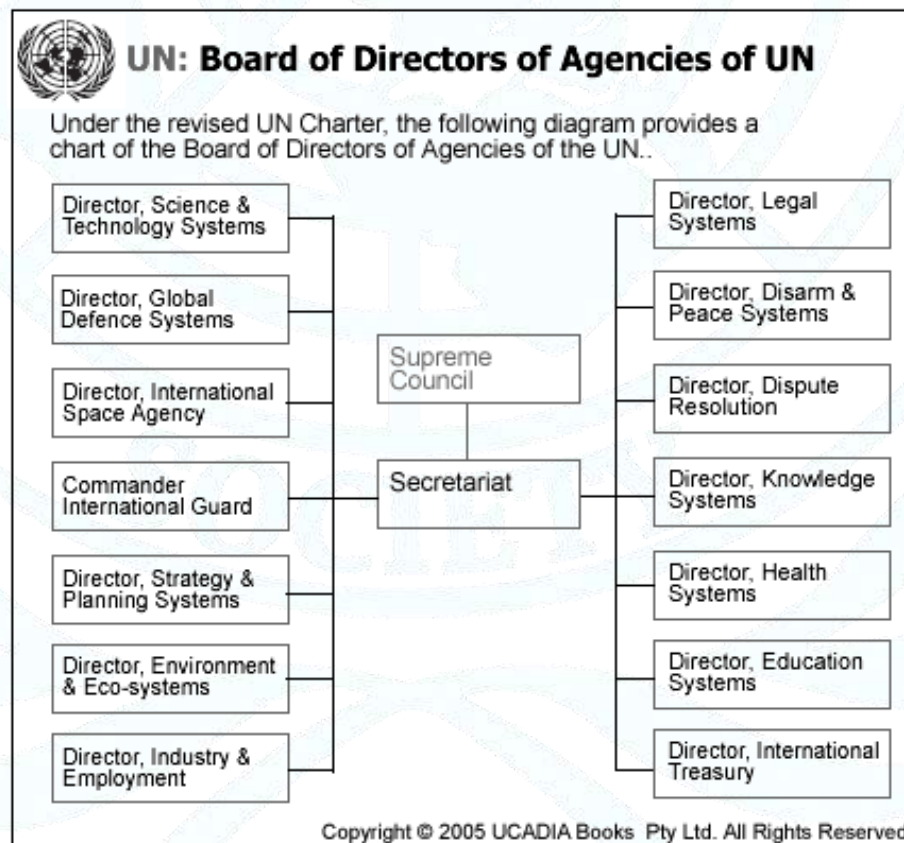 UN: Board of Directors of Agencies of UN
Under the revised UN Charter, the following diagram provides a
chart of the Board of Directors of Agencies of the UN..
Director, Science &
Technology Systems
Director, Global
Defence Systems
Director, International
Space Agency
Commander
International Guard
Director, Strategy &
Planning Systems
Director, Environment
& Eco-systems
Director, Industry &
Employment
Supreme
Council
Secretariat
Director, Legal
Systems
Director, Disarm &
Peace Systems
Director, Dispute
Resolution
Director, Knowledge
Systems
Director, Health
Systems
Director, Education
Systems
Director, International
Treasury
SOCIETY
Copyright © 2005 UCADIA Books Pty Ltd. All Rights Reserved